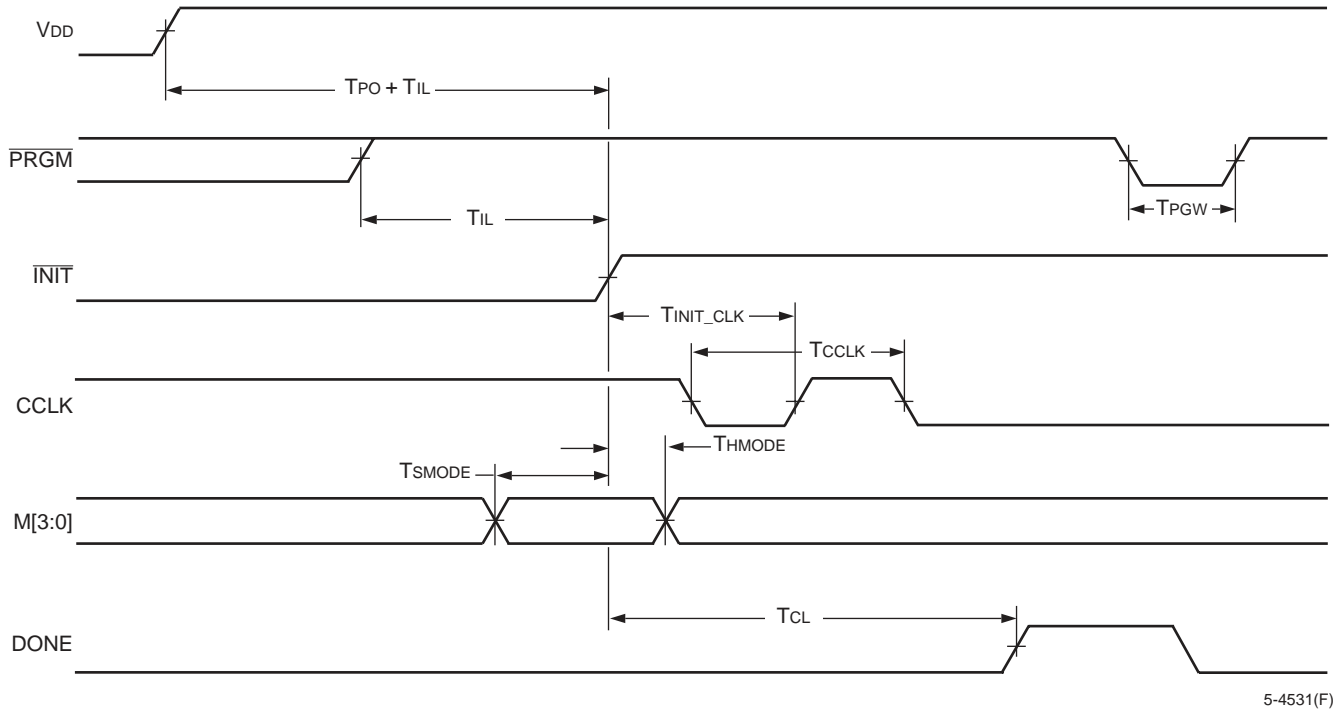 VDD
TPO + TIL
PRGM
TIL
TPGW
INIT
TINIT_CLK
TCCLK
CCLK
THMODE
TSMODE
M[3:0]
TCL
DONE
5-4531(F)